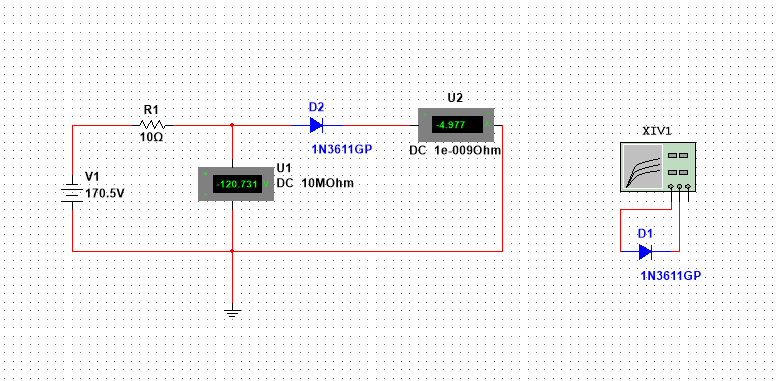 R1
10Ω
V1
170.5V
D2
1N3611GP
U1
-120.731
DC 10MOhm
U2
-4.977
DC 1e-009Ohm
XIV1
D1
1N3611GP